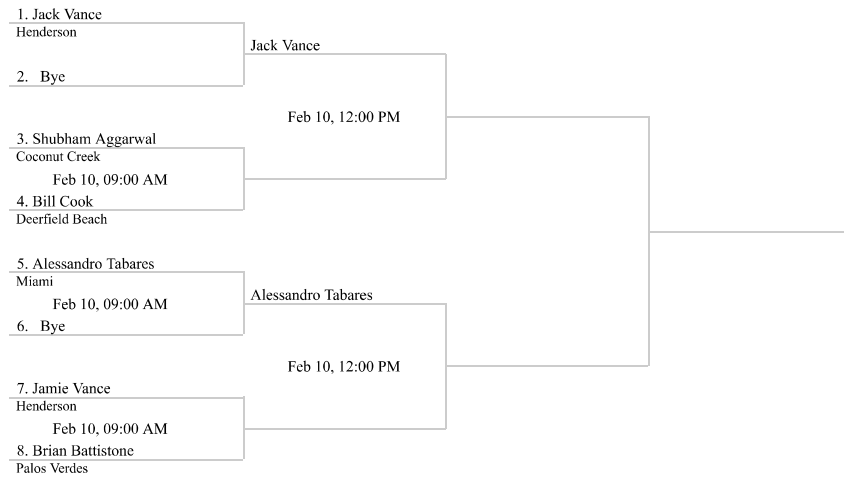 1. Jack Vance
Henderson
Jack Vance
2. Bye
Feb 10, 12:00 PM
3. Shubham Aggarwal
Coconut Creek
Feb 10, 09:00 AM
4. Bill Cook
Deerfield Beach
5. Alessandro Tabares
Miami
Alessandro Tabares
Feb 10, 09:00 AM
6. Bye
Feb 10, 12:00 PM
7. Jamie Vance
Henderson
Feb 10, 09:00 AM
8. Brian Battistone
Palos Verdes